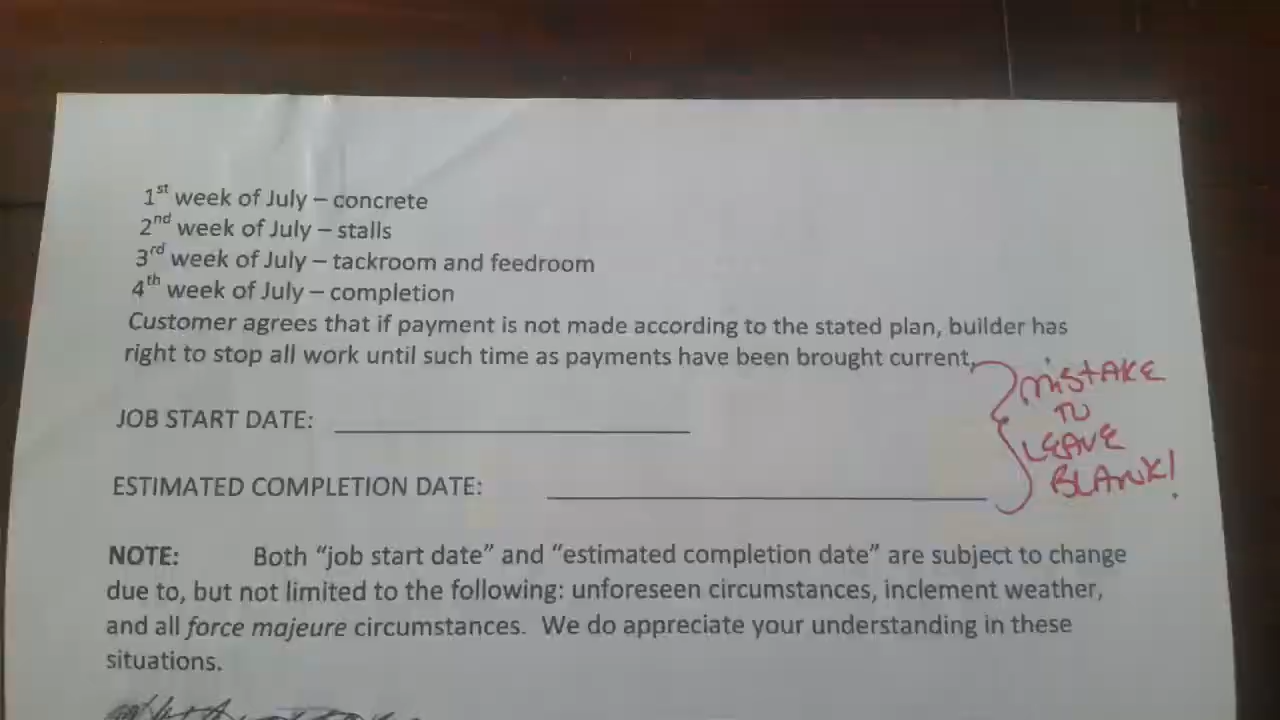 1st week of July – concrete
2nd week of July – stalls
3rd week of July – tackroom and feedroom
4th week of July – completion
Customer agrees that if payment is not made according to the stated plan, builder has
right to stop all work until such time as payments have been brought current.
MISTAKE
TO
LEAVE
BLANK!
JOB START DATE:
ESTIMATED COMPLETION DATE:
NOTE: Both “job start date” and “estimated completion date” are subject to change
due to, but not limited to the following: unforeseen circumstances, inclement weather,
and all force majeure circumstances. We do appreciate your understanding in these
situations.